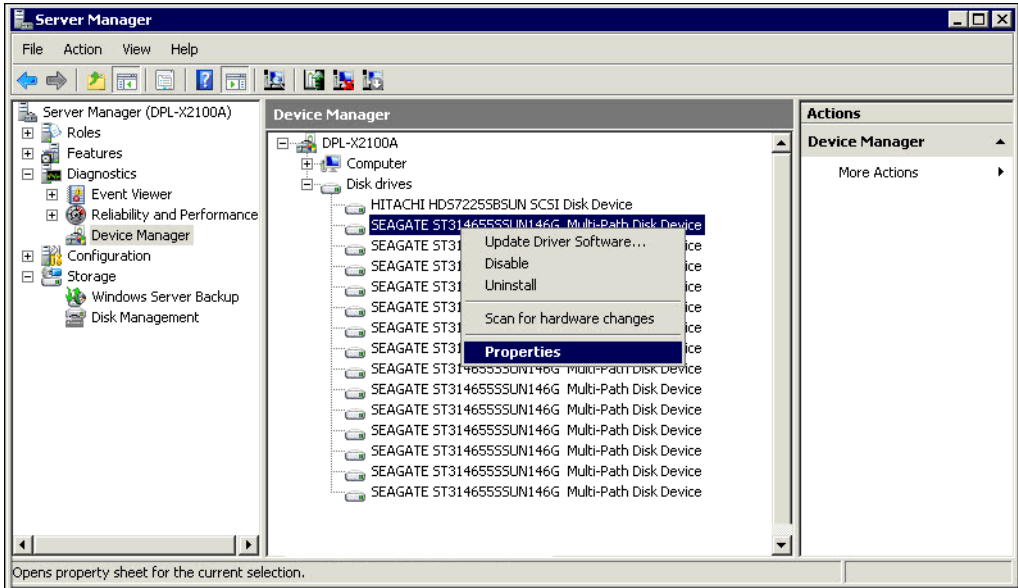 Server Manager
File Action View Help
Server Manager (DPL-X2100A)
Roles
Features
Diagnostics
Event Viewer
Reliability and Performance
Device Manager
Configuration
Storage
Windows Server Backup
Disk Management
Device Manager
DPL-X2100A
Computer
Disk drives
HITACHI HDS7225SBSUN SCSI Disk Device
SEAGATE ST314655SSUN146G Multi-Path Disk Device
SEAGATE ST31 ice
SEAGATE ST31 ice
SEAGATE ST31 ice
SEAGATE ST31 ice
SEAGATE ST31 ice
SEAGATE ST31 ice
SEAGATE ST314655SSUN146G Multi-Path Disk Device
SEAGATE ST314655SSUN146G Multi-Path Disk Device
SEAGATE ST314655SSUN146G Multi-Path Disk Device
SEAGATE ST314655SSUN146G Multi-Path Disk Device
SEAGATE ST314655SSUN146G Multi-Path Disk Device
SEAGATE ST314655SSUN146G Multi-Path Disk Device
SEAGATE ST314655SSUN146G Multi-Path Disk Device
Update Driver Software...
Disable
Uninstall
Scan for hardware changes
Properties
Actions
Device Manager
More Actions
Opens property sheet for the current selection.